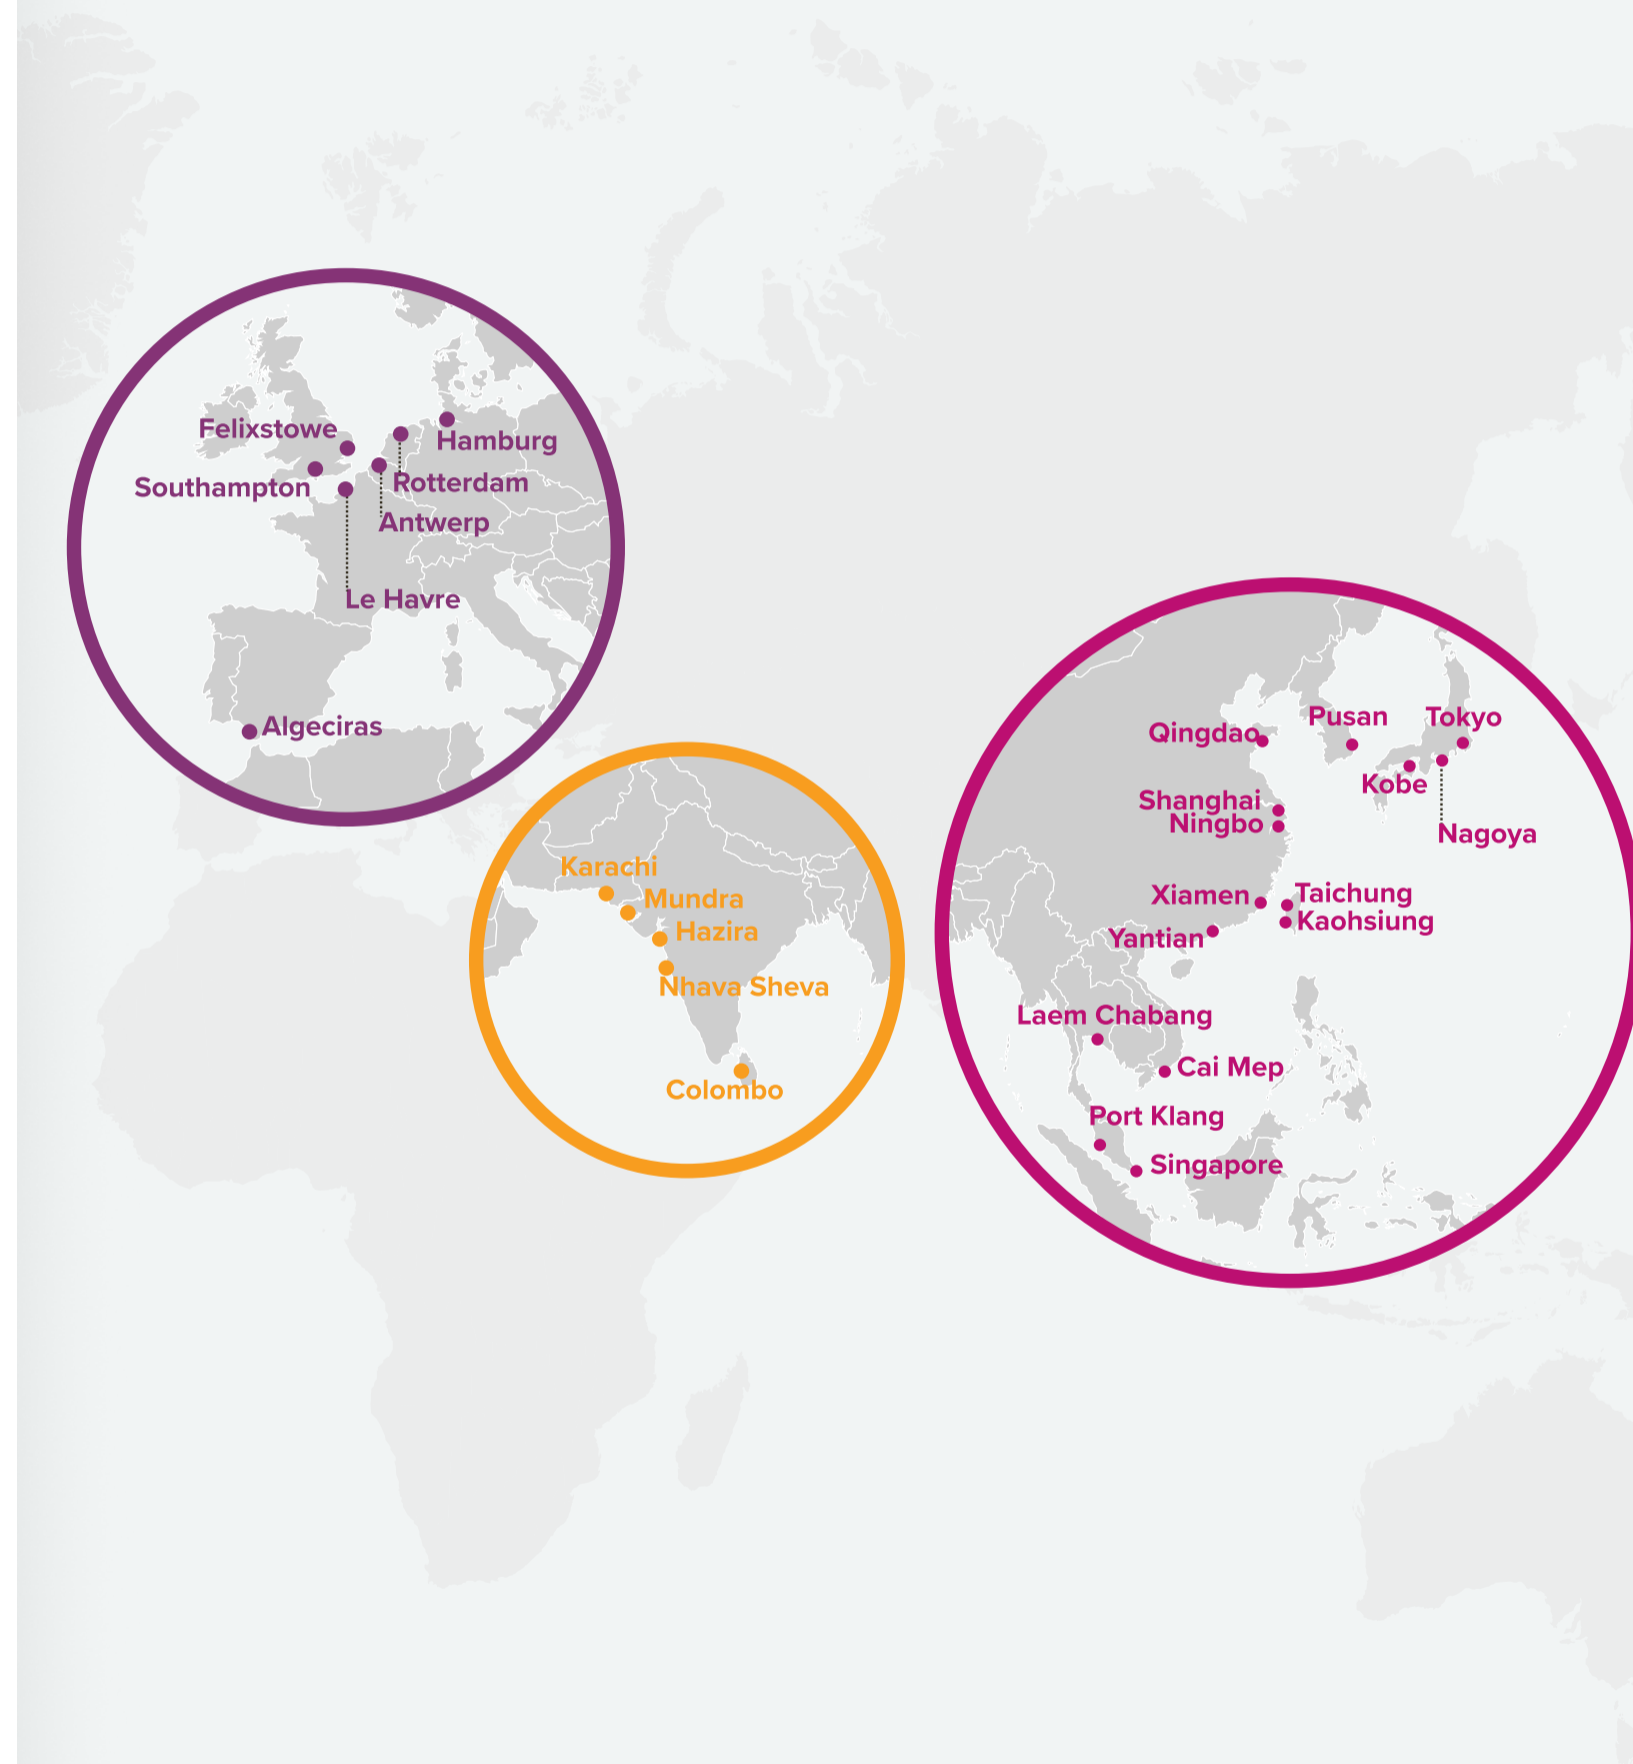 Felixstowe
Hamburg
Southampton
Rotterdam
Antwerp
Le Havre
Algeciras
Karachi
Mundra
Hazira
Nhava Sheva
Colombo
Pusan
Tokyo
Qingdao
Kobe
Shanghai
Ningbo
Nagoya
Xiamen
Taichung
Kaohsiung
Yantian
Laem Chabang
Cai Mep
Port Klang
Singapore